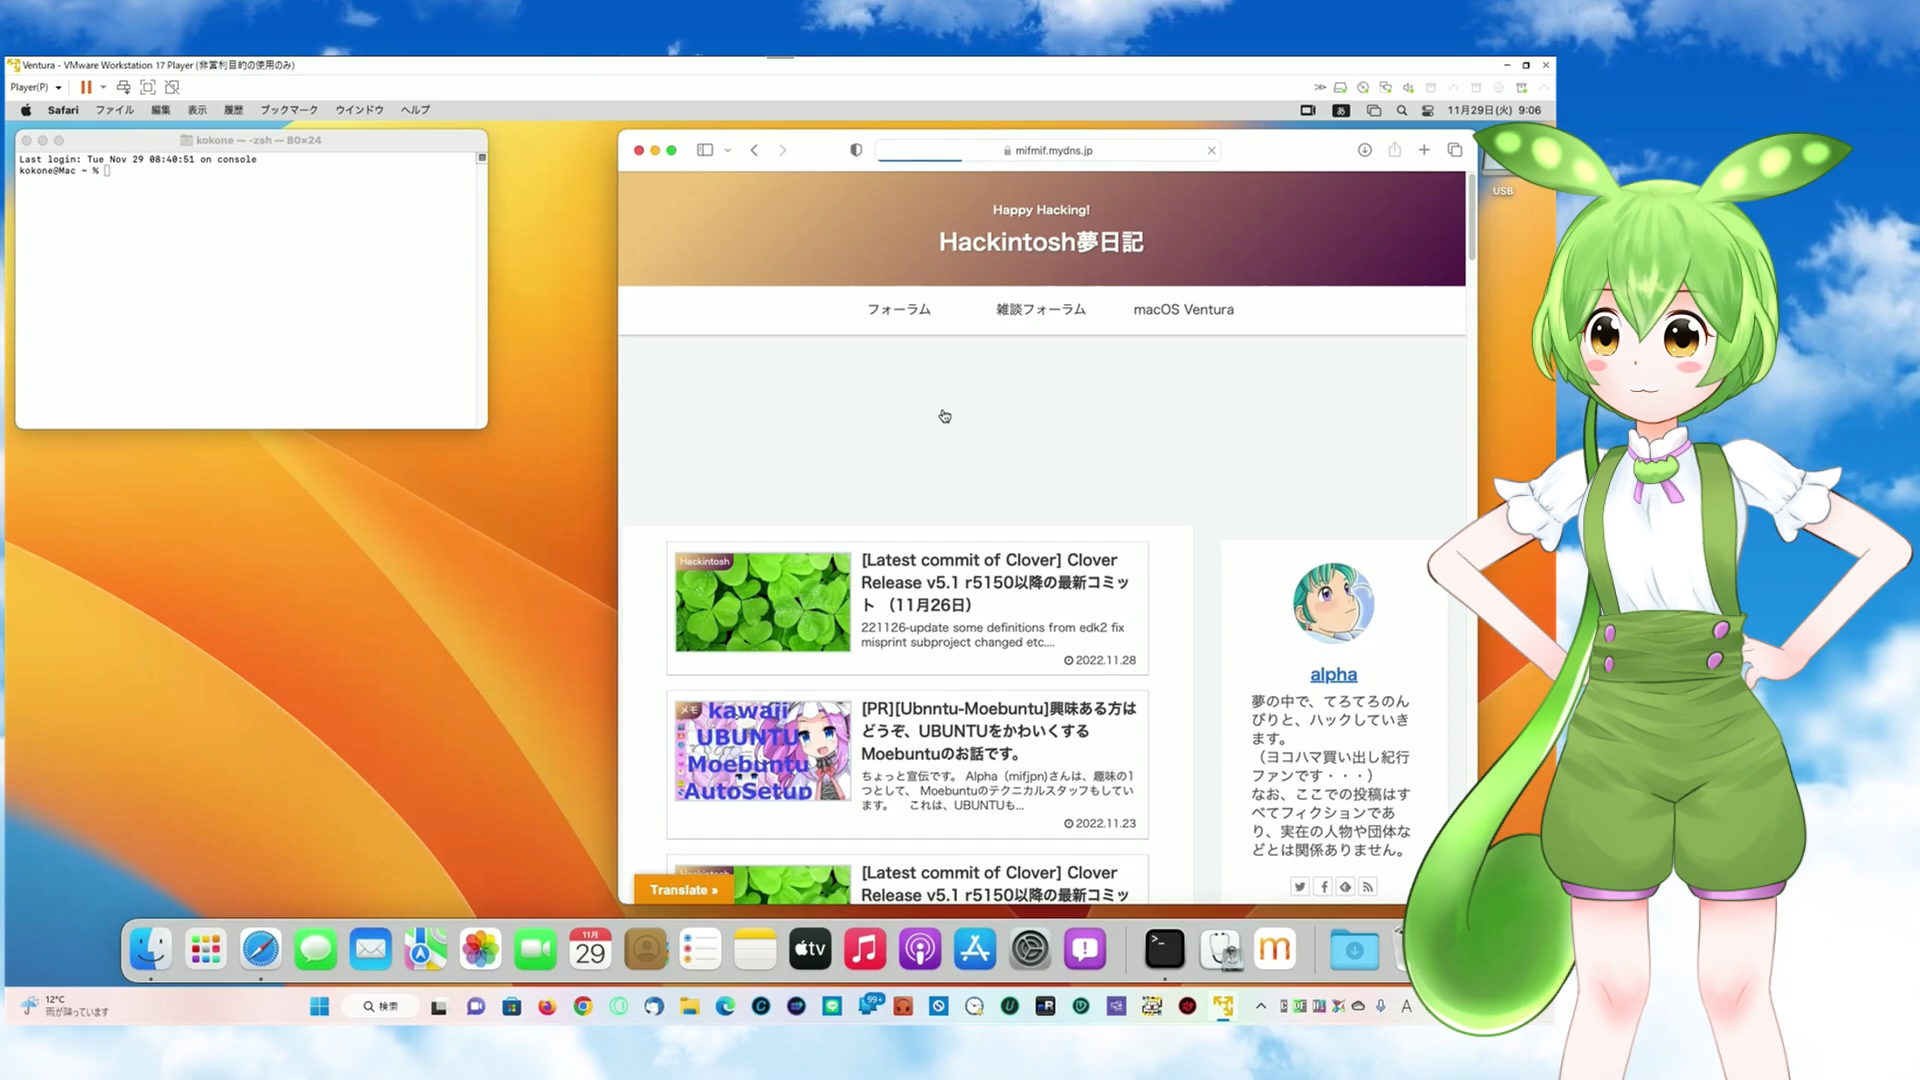 Ventura - VMware Workstation 17 Player (非営利目的の使用のみ)
Player(P)
Safari ファイル 編集 表示 履歴 ブックマーク ウインドウ ヘルプ
あ
11月29日(火) 9:06
kokone — -zsh — 80×24
Last login: Tue Nov 29 08:40:51 on console
kokone@Mac ~ %
mifmif.mydns.jp
USB
Happy Hacking!
Hackintosh夢日記
フォーラム 雑談フォーラム macOS Ventura
Hackintosh
[Latest commit of Clover] Clover
Release v5.1 r5150以降の最新コミッ
ト （11月26日）
221126-update some definitions from edk2 fix
misprint subproject changed etc....
2022.11.28
メモ
kawaii
UBUNTU
Moebuntu
AutoSetup
[PR][Ubnntu-Moebuntu]興味ある方は
どうぞ、UBUNTUをかわいくする
Moebuntuのお話です。
ちょっと宣伝です。 Alpha（mifjpn)さんは、趣味の1
つとして、 Moebuntuのテクニカルスタッフもしてい
ます。 これは、UBUNTUも...
2022.11.23
[Latest commit of Clover] Clover
Release v5.1 r5150以降の最新コミッ
Translate »
alpha
夢の中で、てろてろのん
びりと、ハックしていき
ます。
（ヨコハマ買い出し紀行
ファンです・・・）
なお、ここでの投稿はす
べてフィクションであ
り、実在の人物や団体な
どとは関係ありません。
11月
29
tv
12°C
雨が降っています
検索
99+
A